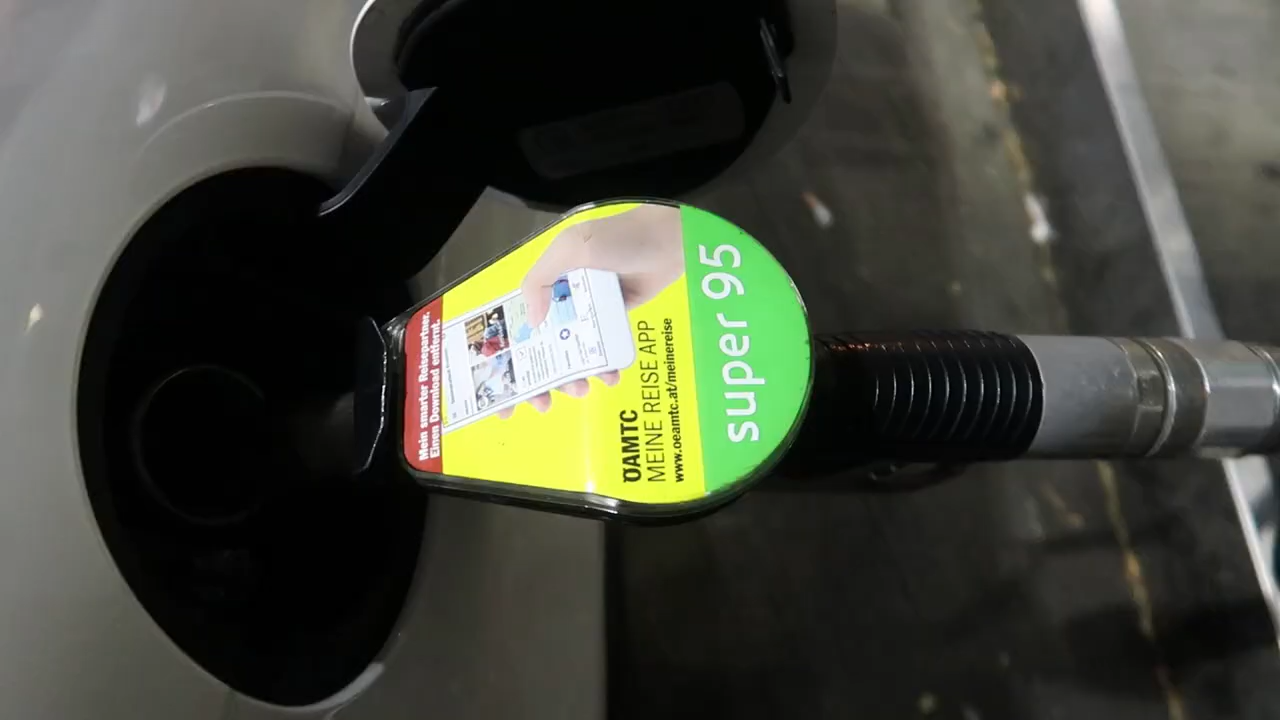 Mein smarter Reisepartner.
Einen Download entfernt.
ÖAMTC
MEINE REISE APP
www.oeamtc.at/meinereise
super 95